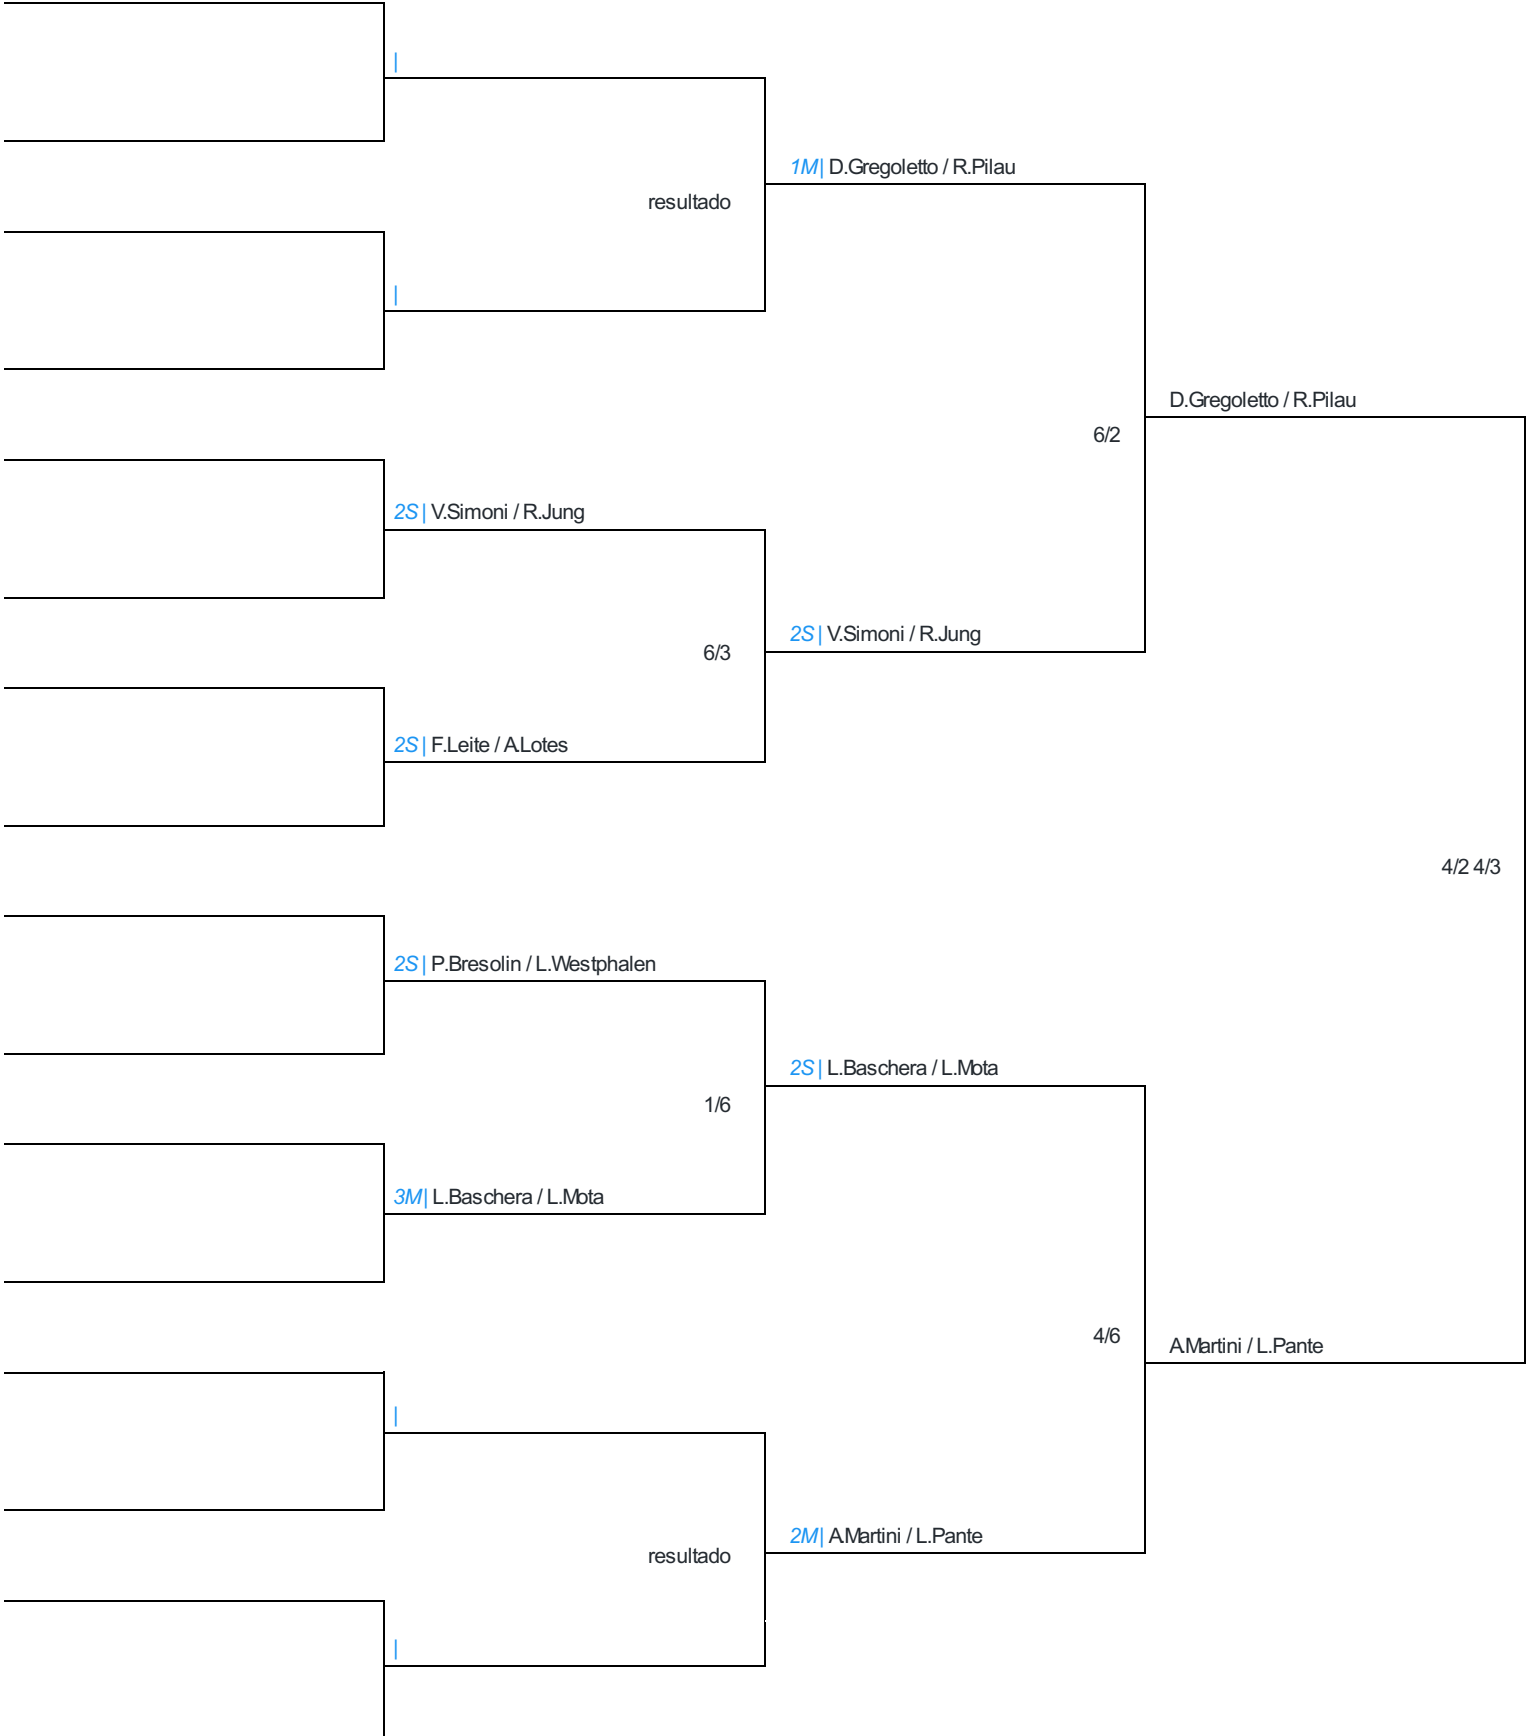 |
1M| D.Gregoletto / R.Pilau
resultado
|
D.Gregoletto / R.Pilau
6/2
2S| V.Simoni / R.Jung
2S| V.Simoni / R.Jung
6/3
2S| F.Leite / A.Lotes
4/2 4/3
2S| P.Bresolin / L.Westphalen
2S| L.Baschera / L.Mota
1/6
3M| L.Baschera / L.Mota
4/6
A.Martini / L.Pante
|
2M| A.Martini / L.Pante
resultado
|